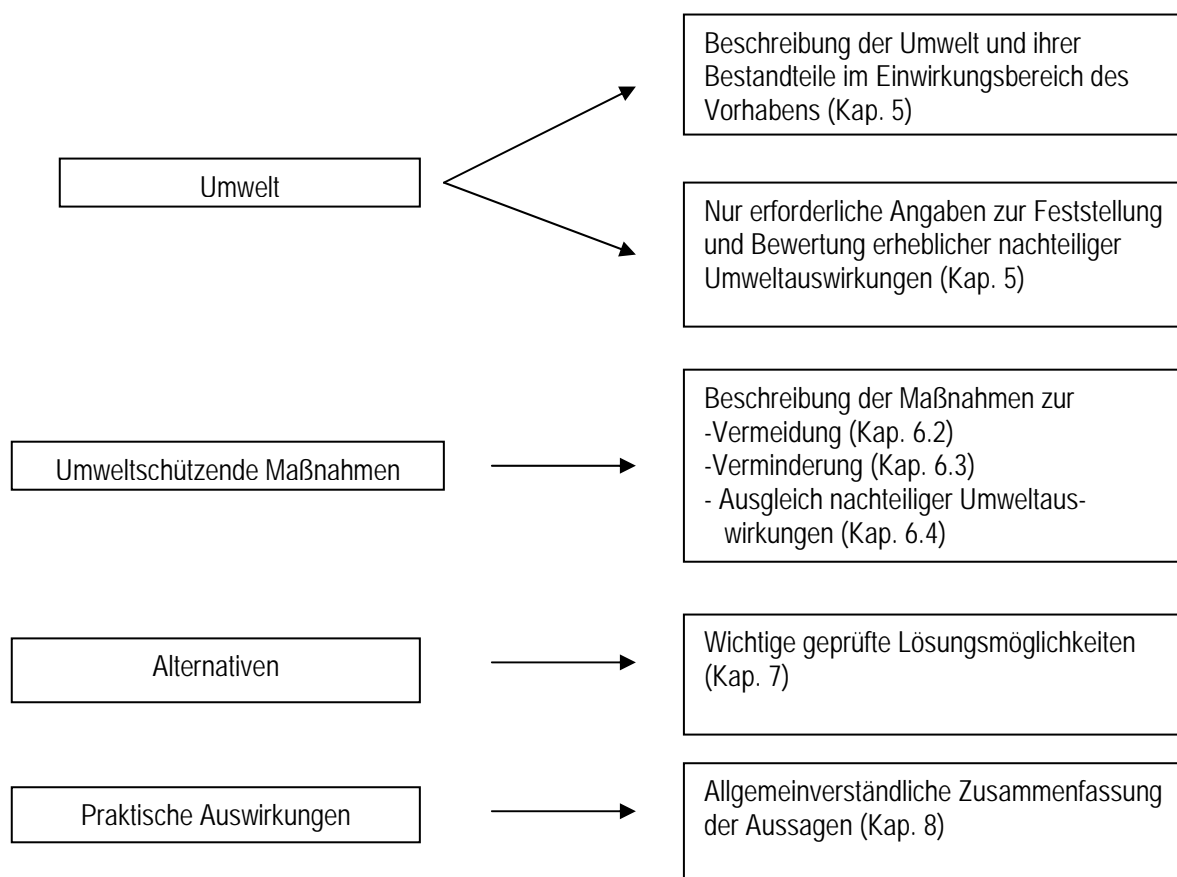 Umwelt
Beschreibung der Umwelt und ihrer
Bestandteile im Einwirkungsbereich des
Vorhabens (Kap. 5)
Nur erforderliche Angaben zur Feststellung
und Bewertung erheblicher nachteiliger
Umweltauswirkungen (Kap. 5)
Umweltschützende Maßnahmen
Beschreibung der Maßnahmen zur
-Vermeidung (Kap. 6.2)
-Verminderung (Kap. 6.3)
- Ausgleich nachteiliger Umweltaus-
wirkungen (Kap. 6.4)
Alternativen
Wichtige geprüfte Lösungsmöglichkeiten
(Kap. 7)
Praktische Auswirkungen
Allgemeinverständliche Zusammenfassung
der Aussagen (Kap. 8)